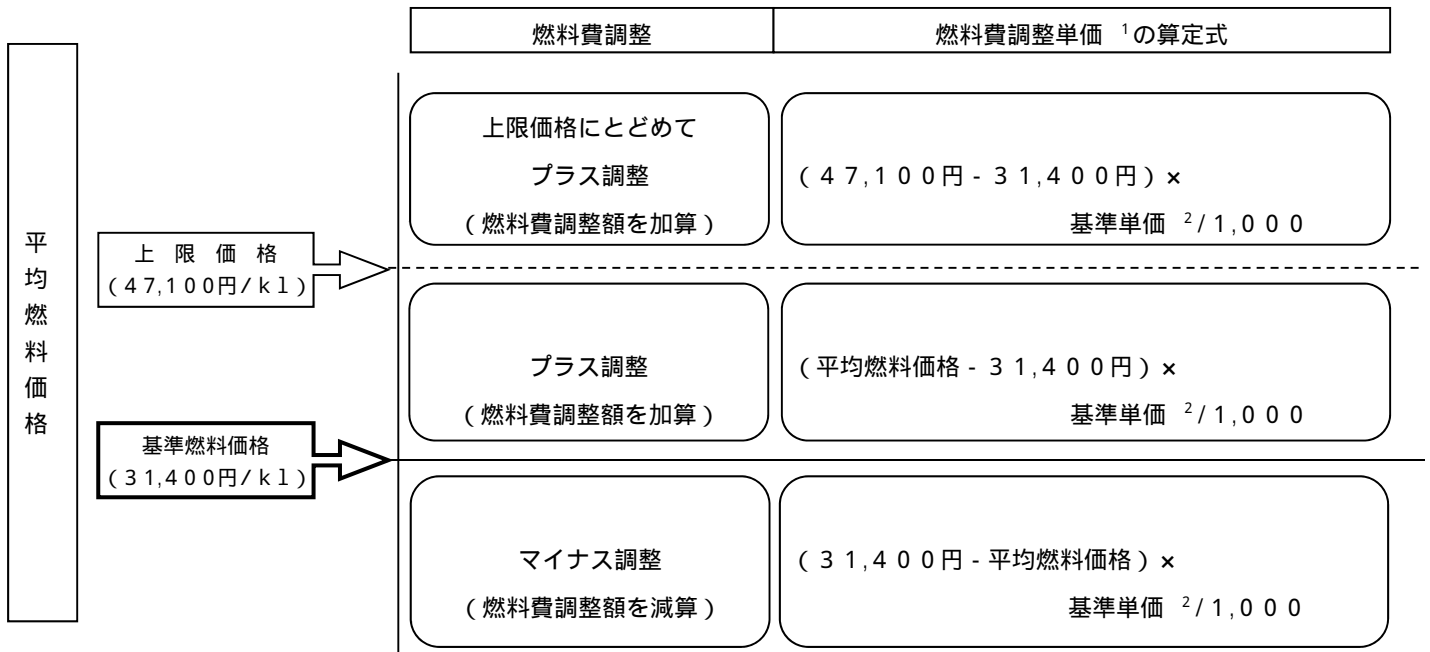 燃料費調整
燃料費調整単価 1の算定式
平均燃料価格
上限価格
(47,100円/kl)
上限価格にとどめて
プラス調整
(燃料費調整額を加算)
(47,100円-31,400円)×
基準単価 2/1,000
プラス調整
(燃料費調整額を加算)
(平均燃料価格-31,400円)×
基準単価 2/1,000
基準燃料価格
(31,400円/kl)
マイナス調整
(燃料費調整額を減算)
(31,400円-平均燃料価格)×
基準単価 2/1,000